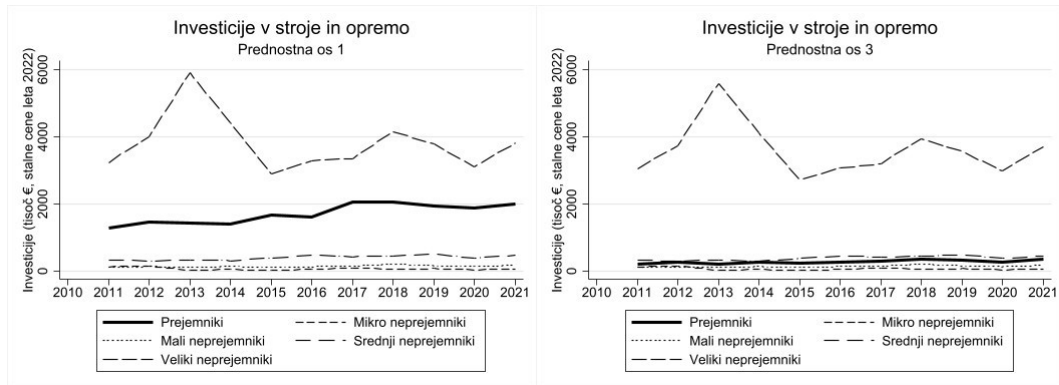 Investicije v stroje in opremo
Prednostna os 1
Investicije (tisoč €, stalne cene leta 2022)
6000
4000
2000
0
2010 2011 2012 2013 2014 2015 2016 2017 2018 2019 2020 2021
Prejemniki
Mikro neprejemniki
Mali neprejemniki
Srednji neprejemniki
Veliki neprejemniki
Investicije v stroje in opremo
Prednostna os 3
Investicije (tisoč €, stalne cene leta 2022)
6000
4000
2000
0
2010 2011 2012 2013 2014 2015 2016 2017 2018 2019 2020 2021
Prejemniki
Mikro neprejemniki
Mali neprejemniki
Srednji neprejemniki
Veliki neprejemniki